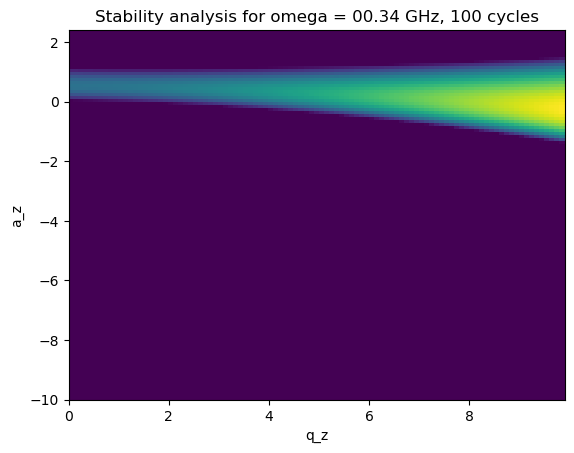 Stability analysis for omega = 00.34 GHz, 100 cycles
2
0
−2
−4
−6
−8
−10
a_z
0 2 4 6 8
q_z